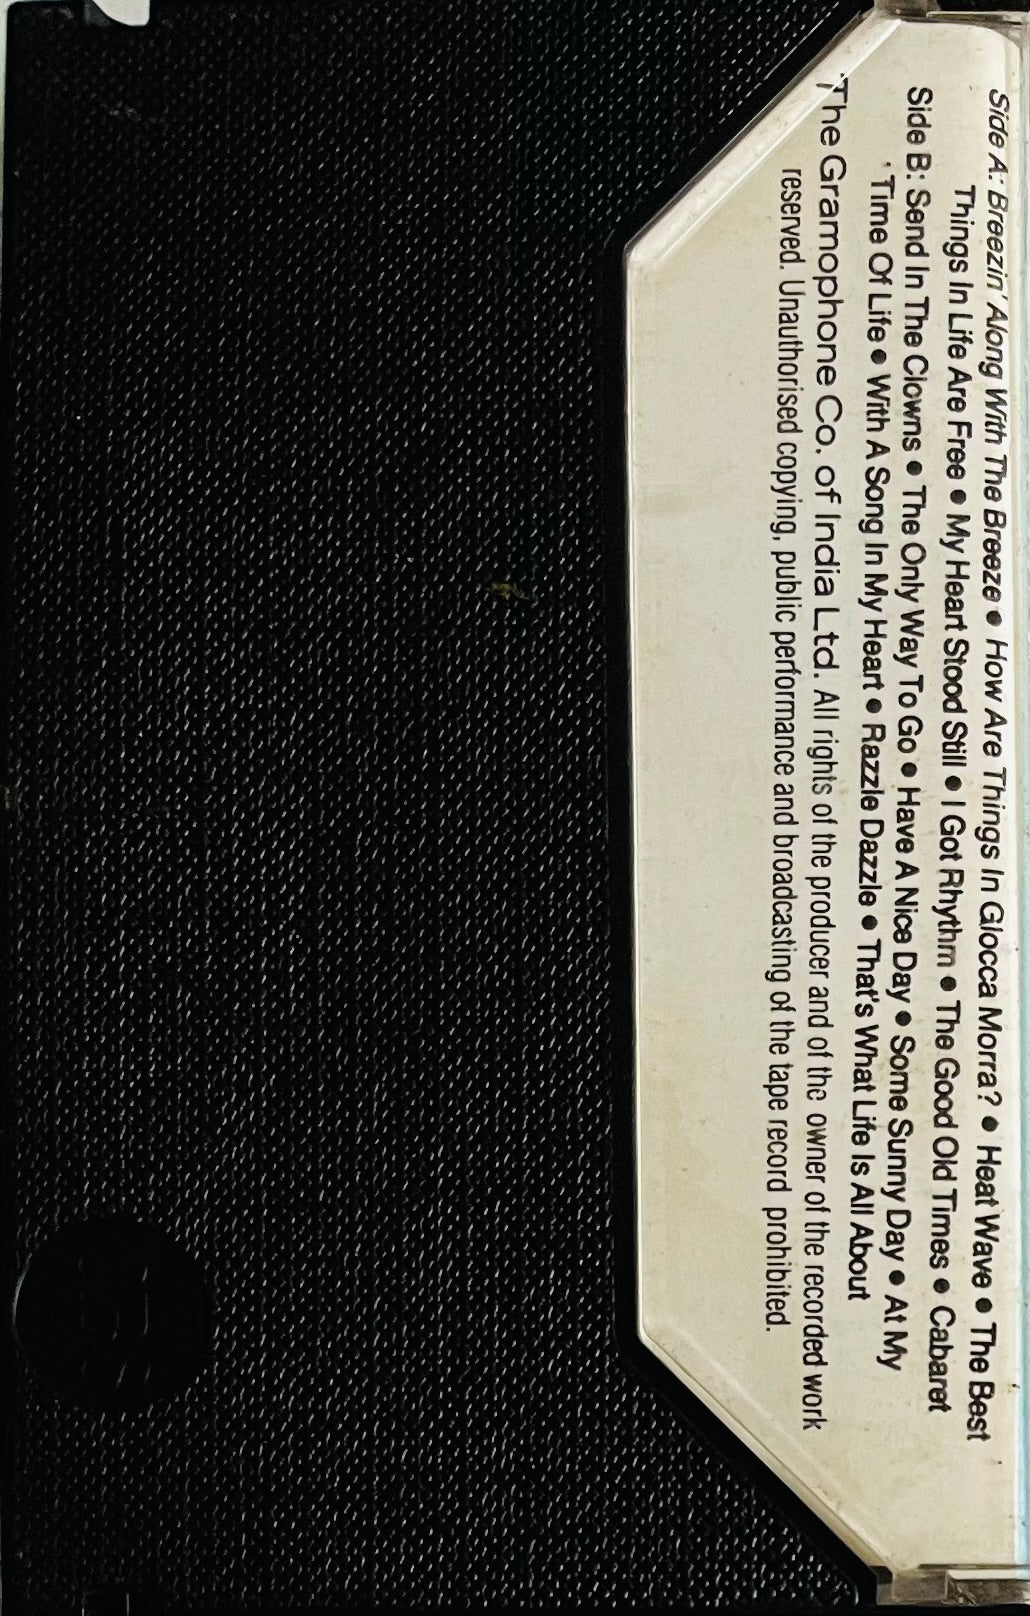 Side A: Breezin' Along With The Breeze • How Are Things In Glocca Morra? • Heat Wave • The Best
Things In Life Are Free • My Heart Stood Still • I Got Rhythm • The Good Old Times • Cabaret
Side B: Send In The Clowns • The Only Way To Go • Have A Nice Day • Some Sunny Day • At My
Time Of Life • With A Song In My Heart • Razzle Dazzle • That's What Life Is All About
The Gramophone Co. of India Ltd. All rights of the producer and of the owner of the recorded work
reserved. Unauthorised copying, public performance and broadcasting of the tape record prohibited.